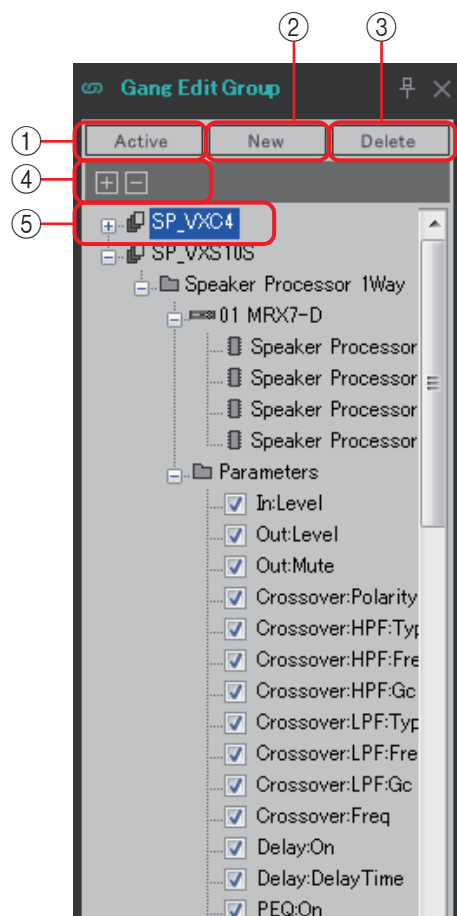 ② ③
Gang Edit Group
① Active New Delete
④
⑤ SP_VXC4
SP_VXS10S
Speaker Processor 1Way
01 MRX7-D
Speaker Processor
Speaker Processor
Speaker Processor
Speaker Processor
Parameters
In:Level
Out:Level
Out:Mute
Crossover:Polarity
Crossover:HPF:Typ
Crossover:HPF:Fre
Crossover:HPF:Gc
Crossover:LPF:Typ
Crossover:LPF:Fre
Crossover:LPF:Gc
Crossover:Freq
Delay:On
Delay:DelayTime
PEQ:On